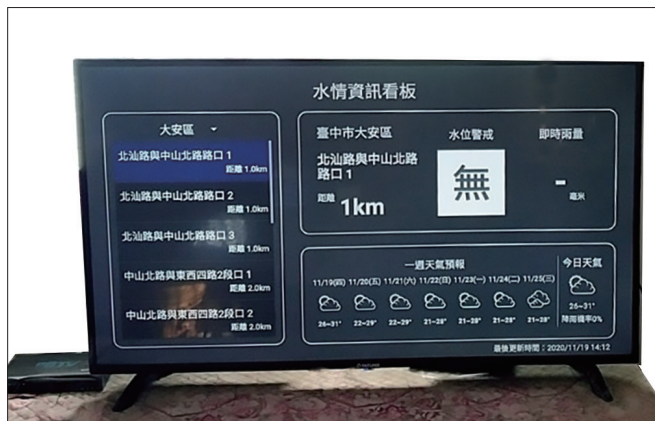 水情資訊看板
大安區
北汕路與中山北路路口 1
距離 1.0km
北汕路與中山北路路口 2
距離 1.0km
北汕路與中山北路路口 3
距離 1.0km
中山北路與東西四路2段口 1
距離 2.0km
中山北路與東西四路2段口 2
距離 2.0km
臺中市大安區
水位警戒
即時雨量
北汕路與中山北路
路口 1
距離 1km
無
-
毫米
一週天氣預報
11/19(四) 11/20(五) 11/21(六) 11/22(日) 11/23(一) 11/24(二) 11/25(三)
26~31° 22~29° 22~29° 21~28° 21~28° 21~28° 21~28°
今日天氣
26~31°
降雨機率0%
最後更新時間：2020/11/19 14:12